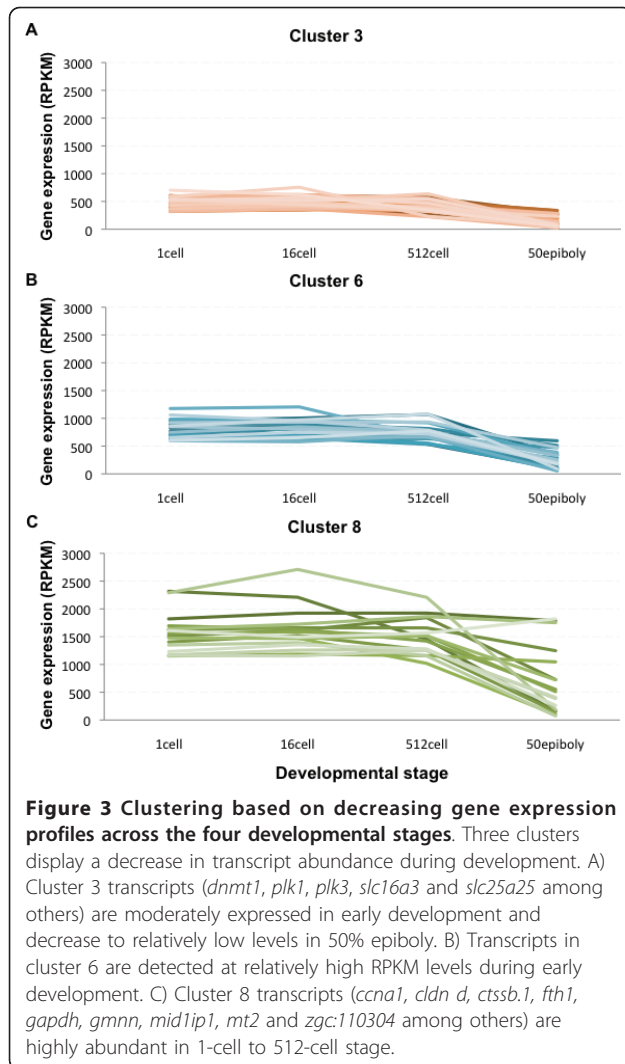 A
Cluster 3
Gene expression (RPKM)
3000
2500
2000
1500
1000
500
0
1cell
16cell
512cell
50epiboly
B
Cluster 6
Gene expression (RPKM)
3000
2500
2000
1500
1000
500
0
1cell
16cell
512cell
50epiboly
C
Cluster 8
Gene expression (RPKM)
3000
2500
2000
1500
1000
500
0
1cell
16cell
512cell
50epiboly
Developmental stage
Figure 3 Clustering based on decreasing gene expression
profiles across the four developmental stages. Three clusters
display a decrease in transcript abundance during development. A)
Cluster 3 transcripts (dnmt1, plk1, plk3, slc16a3 and slc25a25 among
others) are moderately expressed in early development and
decrease to relatively low levels in 50% epiboly. B) Transcripts in
cluster 6 are detected at relatively high RPKM levels during early
development. C) Cluster 8 transcripts (ccna1, cldn d, ctssb.1, fth1,
gapdh, gmnn, mid1ip1, mt2 and zgc:110304 among others) are
highly abundant in 1-cell to 512-cell stage.